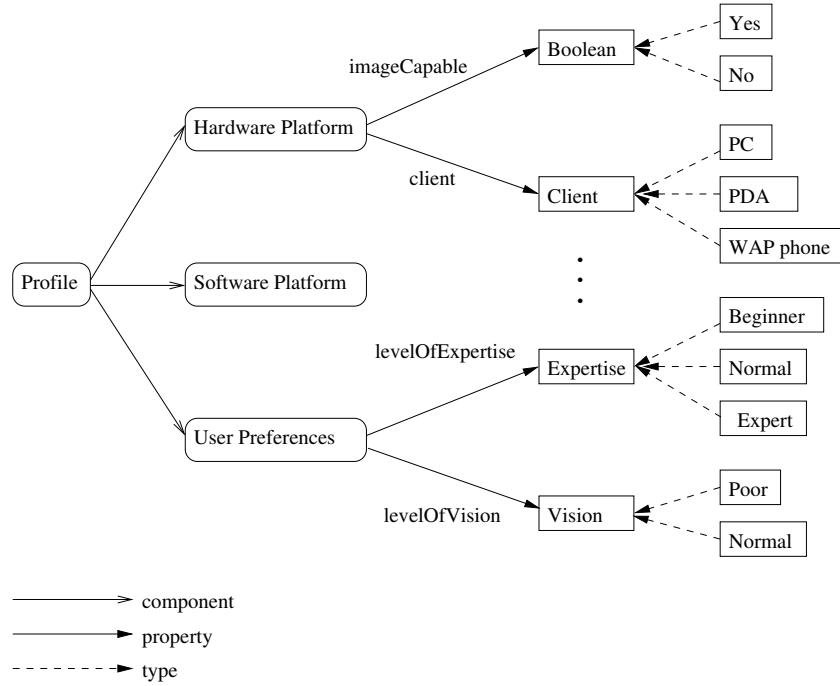 Yes
Boolean
imageCapable
No
Hardware Platform
PC
client
Client
PDA
WAP phone
Profile
Software Platform
Beginner
levelOfExpertise
Expertise
Normal
Expert
User Preferences
Poor
levelOfVision
Vision
Normal
component
property
type